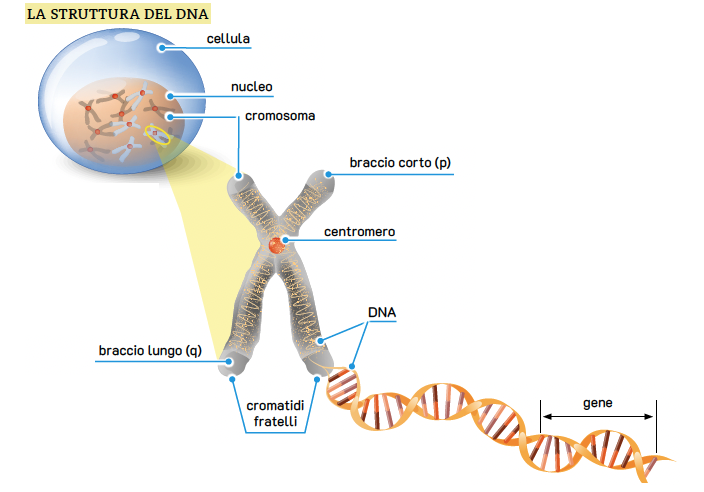 LA STRUTTURA DEL DNA
cellula
nucleo
cromosoma
braccio corto (p)
centromero
DNA
braccio lungo (q)
cromatidi
fratelli
gene